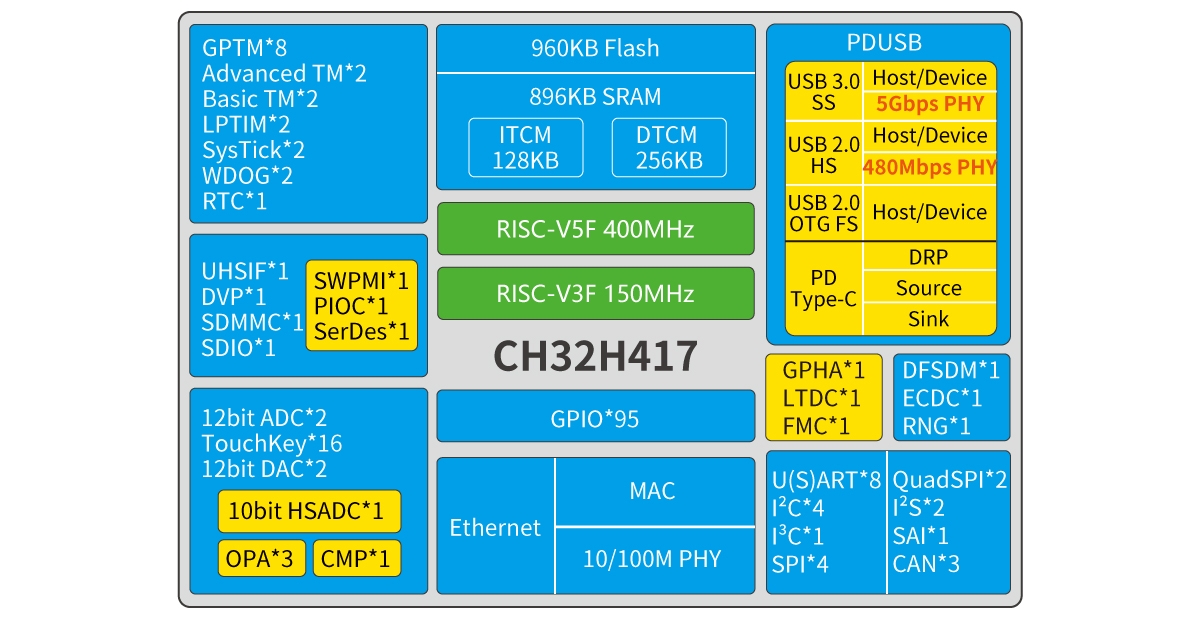 GPTM*8
Advanced TM*2
Basic TM*2
LPTIM*2
SysTick*2
WDOG*2
RTC*1
UHSIF*1
DVP*1
SDMMC*1
SDIO*1
SWPMI*1
PIOC*1
SerDes*1
12bit ADC*2
TouchKey*16
12bit DAC*2
10bit HSADC*1
OPA*3
CMP*1
960KB Flash
896KB SRAM
ITCM
128KB
DTCM
256KB
RISC-V5F 400MHz
RISC-V3F 150MHz
CH32H417
GPIO*95
Ethernet
MAC
10/100M PHY
PDUSB
USB 3.0
SS
Host/Device
5Gbps PHY
USB 2.0
HS
Host/Device
480Mbps PHY
USB 2.0
OTG FS
Host/Device
PD
Type-C
DRP
Source
Sink
GPHA*1
LTDC*1
FMC*1
DFSDM*1
ECDC*1
RNG*1
U(S)ART*8
I²C*4
I³C*1
SPI*4
QuadSPI*2
I²S*2
SAI*1
CAN*3